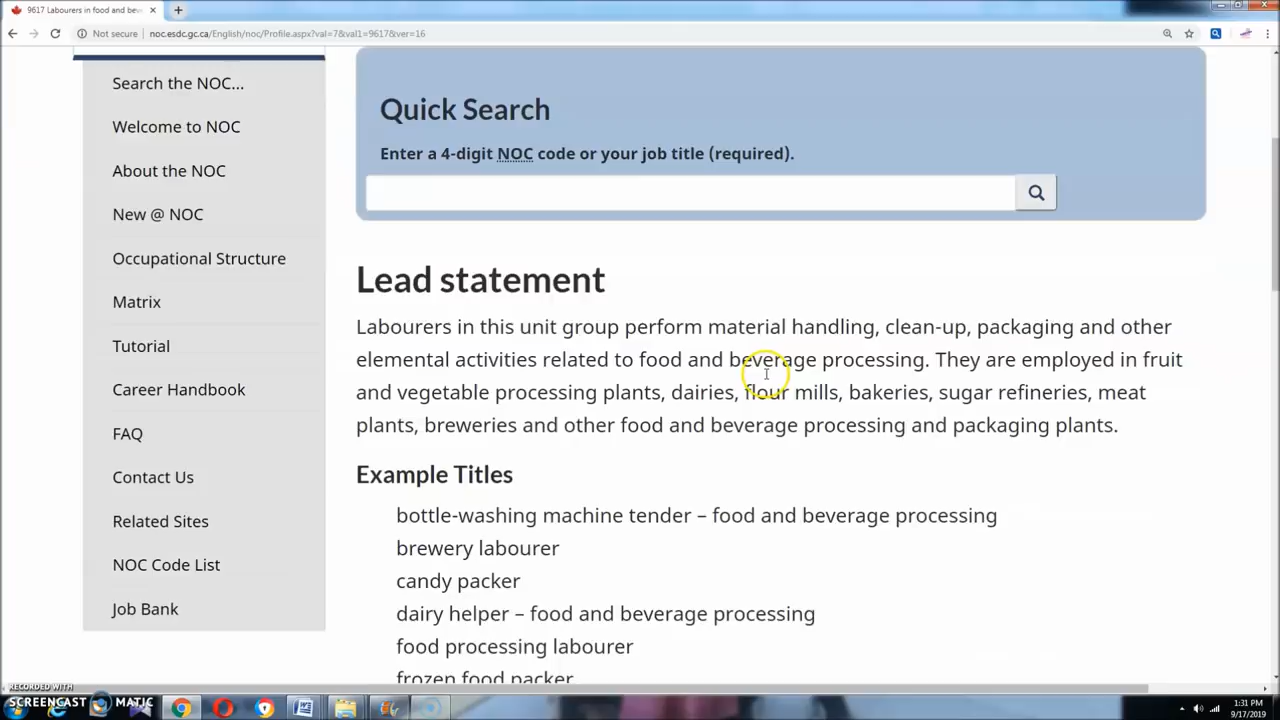 9617 Labourers in food and bev
Not secure noc.esdc.gc.ca/English/noc/Profile.aspx?val=7&val1=9617&ver=16
Search the NOC...
Welcome to NOC
About the NOC
New @ NOC
Occupational Structure
Matrix
Tutorial
Career Handbook
FAQ
Contact Us
Related Sites
NOC Code List
Job Bank
Quick Search
Enter a 4-digit NOC code or your job title (required).
Lead statement
Labourers in this unit group perform material handling, clean-up, packaging and other
elemental activities related to food and beverage processing. They are employed in fruit
and vegetable processing plants, dairies, flour mills, bakeries, sugar refineries, meat
plants, breweries and other food and beverage processing and packaging plants.
Example Titles
bottle-washing machine tender – food and beverage processing
brewery labourer
candy packer
dairy helper – food and beverage processing
food processing labourer
frozen food packer
RECORDED WITH
SCREENCAST MATIC
1:31 PM
9/17/2019